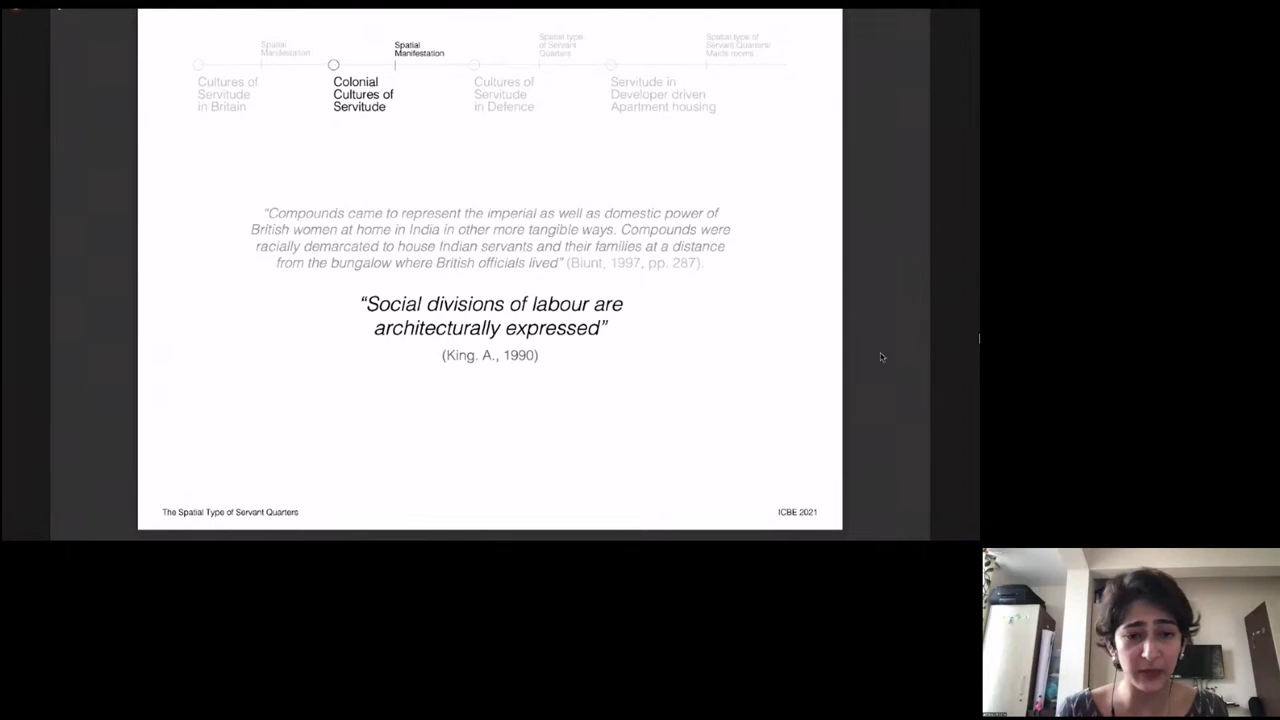 Spatial
Manifestation
Spatial
Manifestation
Spatial type
of Servant
Quarters
Spatial type of
Servant Quarters:
Maids rooms
Cultures of
Servitude
in Britain
Colonial
Cultures of
Servitude
Cultures of
Servitude
in Defence
Servitude in
Developer driven
Apartment housing
“Compounds came to represent the imperial as well as domestic power of
British women at home in India in other more tangible ways. Compounds were
racially demarcated to house Indian servants and their families at a distance
from the bungalow where British officials lived” (Blunt, 1997, pp. 287).
“Social divisions of labour are
architecturally expressed”
(King. A., 1990)
The Spatial Type of Servant Quarters
ICBE 2021